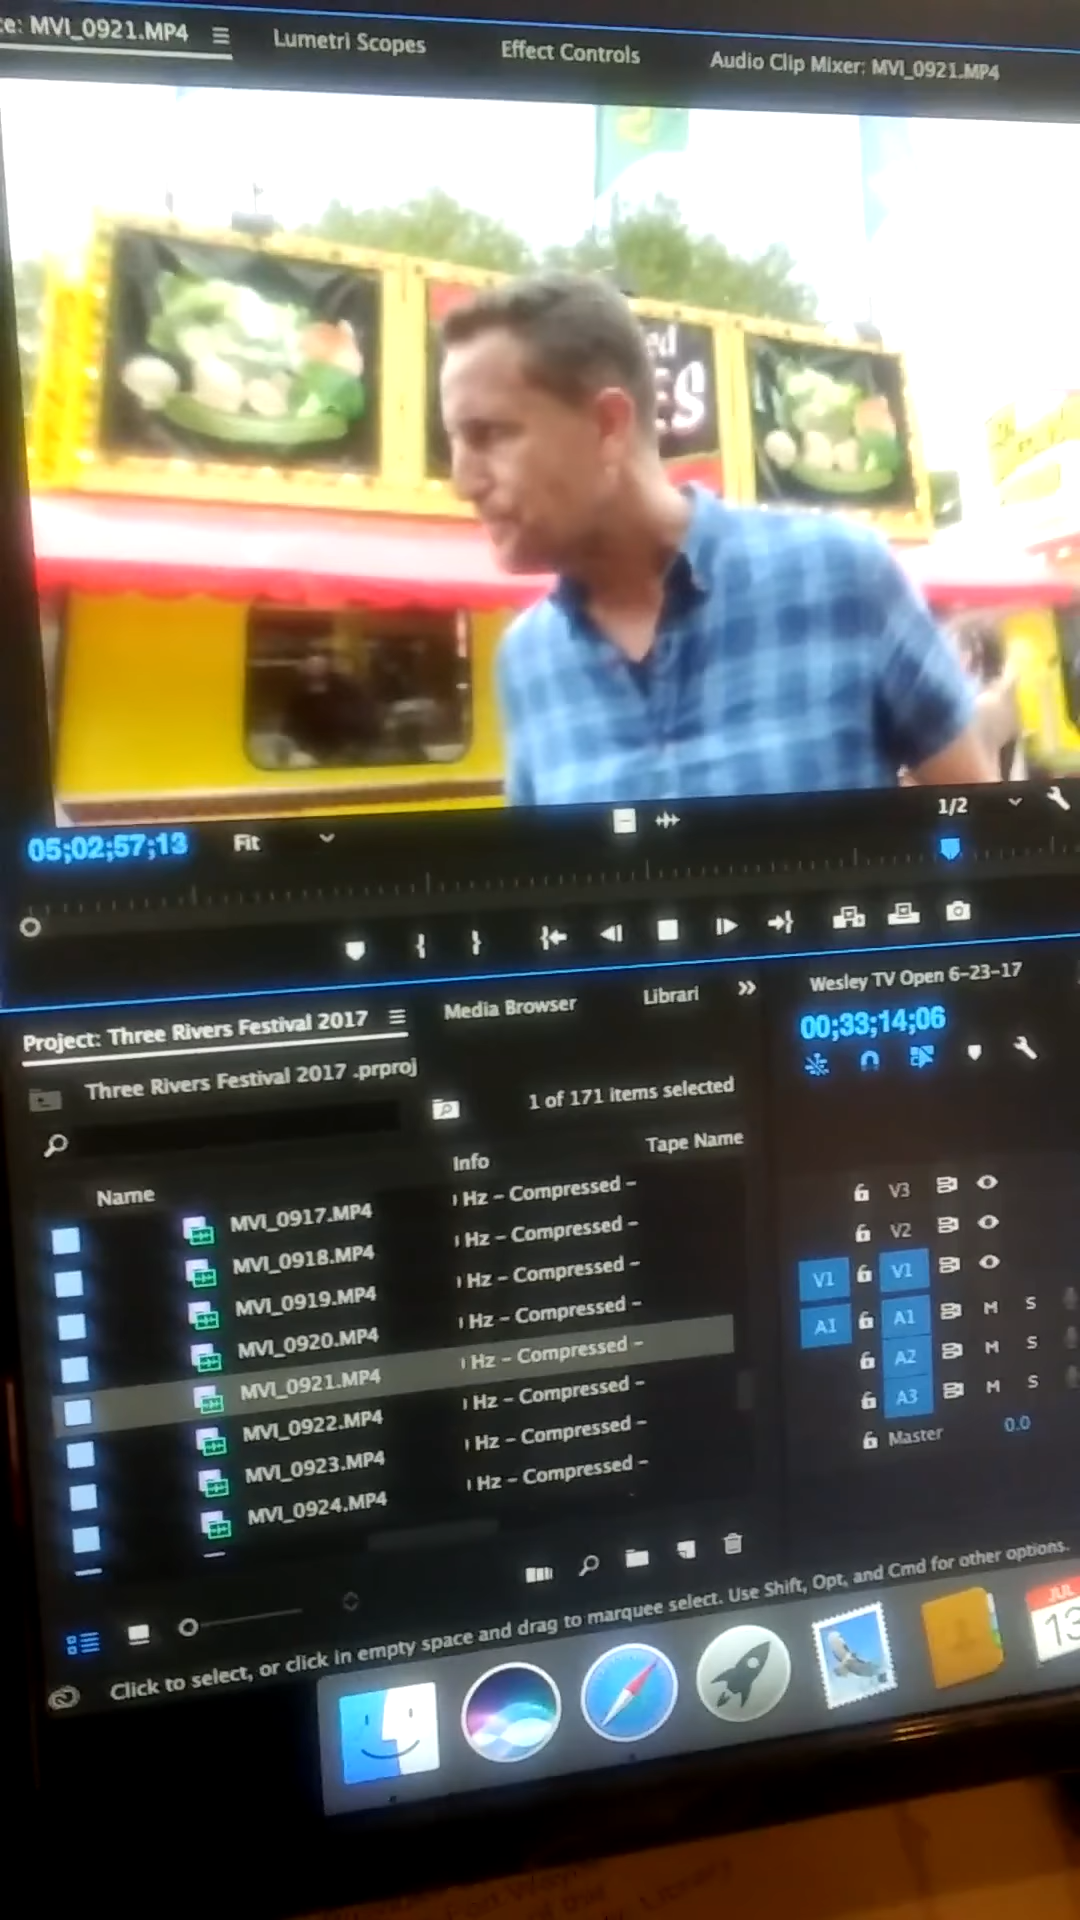 MVI_0921.MP4
Lumetri Scopes
Effect Controls
Audio Clip Mixer: MVI_0921.MP4
05;02;57;13
Fit
1/2
Project: Three Rivers Festival 2017
Media Browser
Librari
Three Rivers Festival 2017 .prproj
1 of 171 items selected
Name
Info
Tape Name
MVI_0917.MP4
Hz - Compressed -
MVI_0918.MP4
Hz - Compressed -
MVI_0919.MP4
Hz - Compressed -
MVI_0920.MP4
Hz - Compressed -
MVI_0921.MP4
Hz - Compressed -
MVI_0922.MP4
Hz - Compressed -
MVI_0923.MP4
Hz - Compressed -
MVI_0924.MP4
Hz - Compressed -
Wesley TV Open 6-23-17
00;33;14;06
V3
V2
V1 V1
A1 A1 M S
A2 M S
A3 M S
Master 0.0
Click to select, or click in empty space and drag to marquee select. Use Shift, Opt, and Cmd for other options.
JUL
13